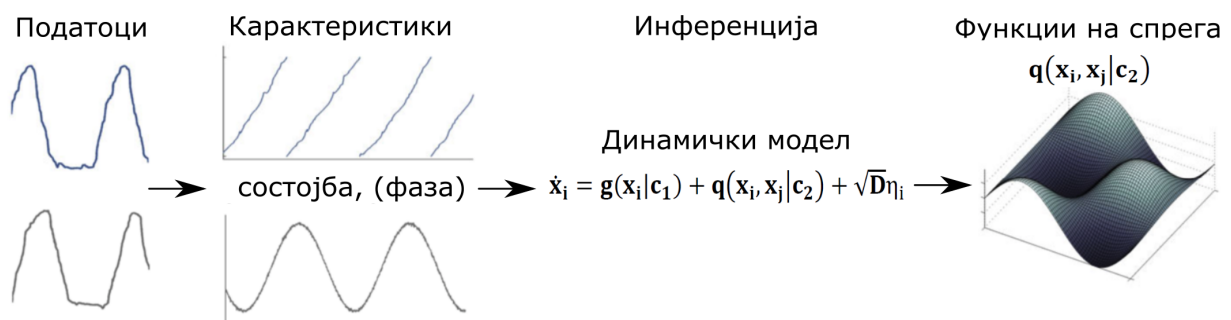 Податоци
Карактеристики
Инференција
Функции на спрега
q(xᵢ, xⱼ|c₂)
Динамички модел
состојба, (фаза)
ẋᵢ = g(xᵢ|c₁) + q(xᵢ, xⱼ|c₂) + √Dηᵢ